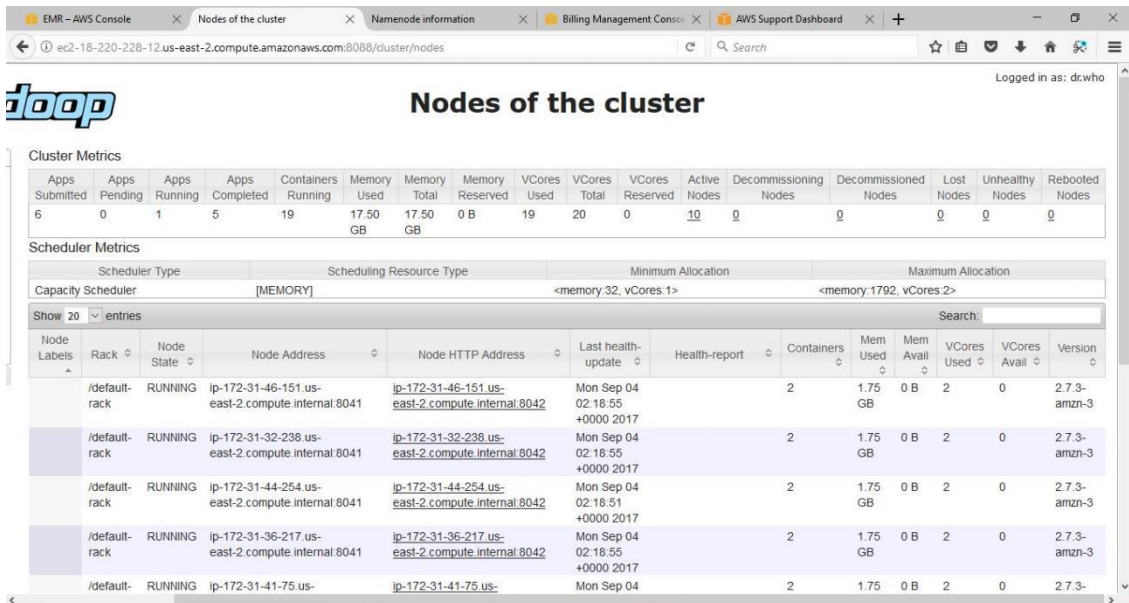 EMR – AWS Console
Nodes of the cluster
Namenode information
Billing Management Consol
AWS Support Dashboard
ec2-18-220-228-12.us-east-2.compute.amazonaws.com:8088/cluster/nodes
Search
Logged in as: dr.who
doop
Nodes of the cluster
Cluster Metrics
Apps Submitted Apps Pending Apps Running Apps Completed Containers Running Memory Used Memory Total Memory Reserved VCores Used VCores Total VCores Reserved Active Nodes Decommissioning Nodes Decommissioned Nodes Lost Nodes Unhealthy Nodes Rebooted Nodes
6 0 1 5 19 17.50 GB 17.50 GB 0 B 19 20 0 10 0 0 0 0 0
Scheduler Metrics
Scheduler Type Scheduling Resource Type Minimum Allocation Maximum Allocation
Capacity Scheduler [MEMORY] <memory:32, vCores:1> <memory:1792, vCores:2>
Show 20 entries Search:
Node Labels Rack Node State Node Address Node HTTP Address Last health-update Health-report Containers Mem Used Mem Avail VCores Used VCores Avail Version
/default-rack RUNNING ip-172-31-46-151.us-east-2.compute.internal:8041 ip-172-31-46-151.us-east-2.compute.internal:8042 Mon Sep 04 02:18:55 +0000 2017 2 1.75 GB 0 B 2 0 2.7.3-amzn-3
/default-rack RUNNING ip-172-31-32-238.us-east-2.compute.internal:8041 ip-172-31-32-238.us-east-2.compute.internal:8042 Mon Sep 04 02:18:55 +0000 2017 2 1.75 GB 0 B 2 0 2.7.3-amzn-3
/default-rack RUNNING ip-172-31-44-254.us-east-2.compute.internal:8041 ip-172-31-44-254.us-east-2.compute.internal:8042 Mon Sep 04 02:18:51 +0000 2017 2 1.75 GB 0 B 2 0 2.7.3-amzn-3
/default-rack RUNNING ip-172-31-36-217.us-east-2.compute.internal:8041 ip-172-31-36-217.us-east-2.compute.internal:8042 Mon Sep 04 02:18:55 +0000 2017 2 1.75 GB 0 B 2 0 2.7.3-amzn-3
/default- RUNNING ip-172-31-41-75.us- ip-172-31-41-75.us- Mon Sep 04 2 1.75 0 B 2 0 2.7.3-